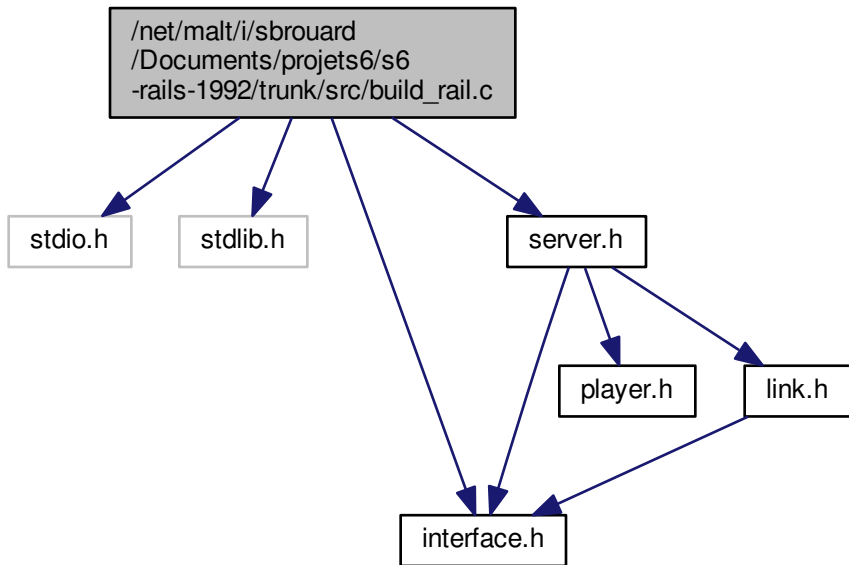 /net/malt/i/sbrouard
/Documents/projets6/s6
-rails-1992/trunk/src/build_rail.c
stdio.h
stdlib.h
server.h
player.h
link.h
interface.h